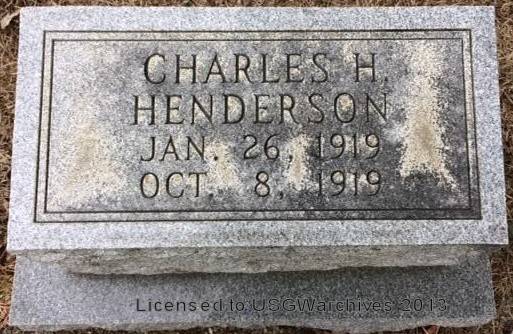 CHARLES H.
HENDERSON
JAN. 26, 1919
OCT. 8, 1919
Licensed to USGWarchives 2013